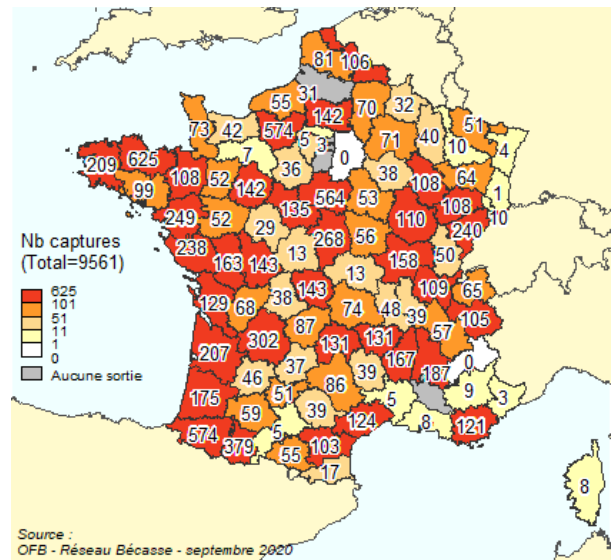 81 106
31
55 142 70 32
73 42 574 5 3 0 71 40 10 51 4
7 36 38 64
209 625 108 52 142 135 564 53 108 1
99 110 108 10
249 52 29 268 56 240
238 163 143 13 158 50
13
129 68 38 143 74 48 39 109 65
87 57 105
207 302 131 131 167 187 0
46 37 86 39 9 3
175 59 51 39 5 8 121
574 379 5 124
55 103
17
8
Nb captures
(Total=9561)
625
101
51
11
1
0
Aucune sortie
Source :
OFB - Réseau Bécasse - septembre 2020